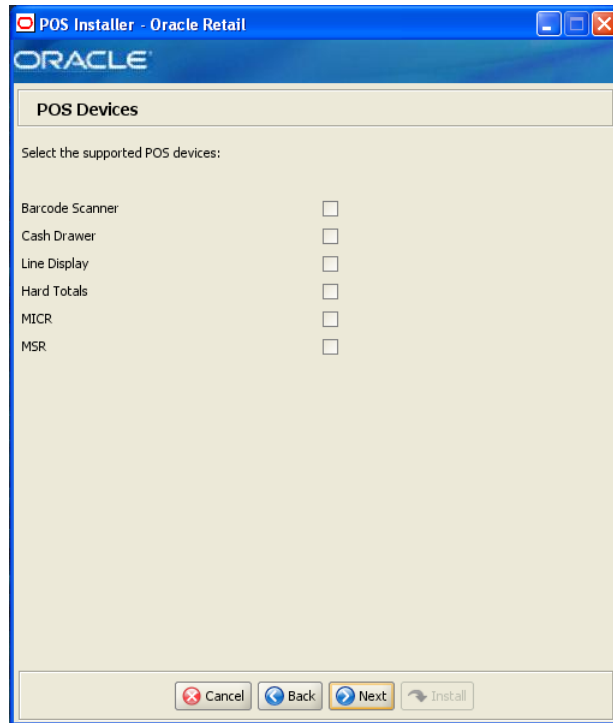 POS Installer - Oracle Retail
ORACLE
POS Devices
Select the supported POS devices:
Barcode Scanner
Cash Drawer
Line Display
Hard Totals
MICR
MSR
Cancel Back Next Install